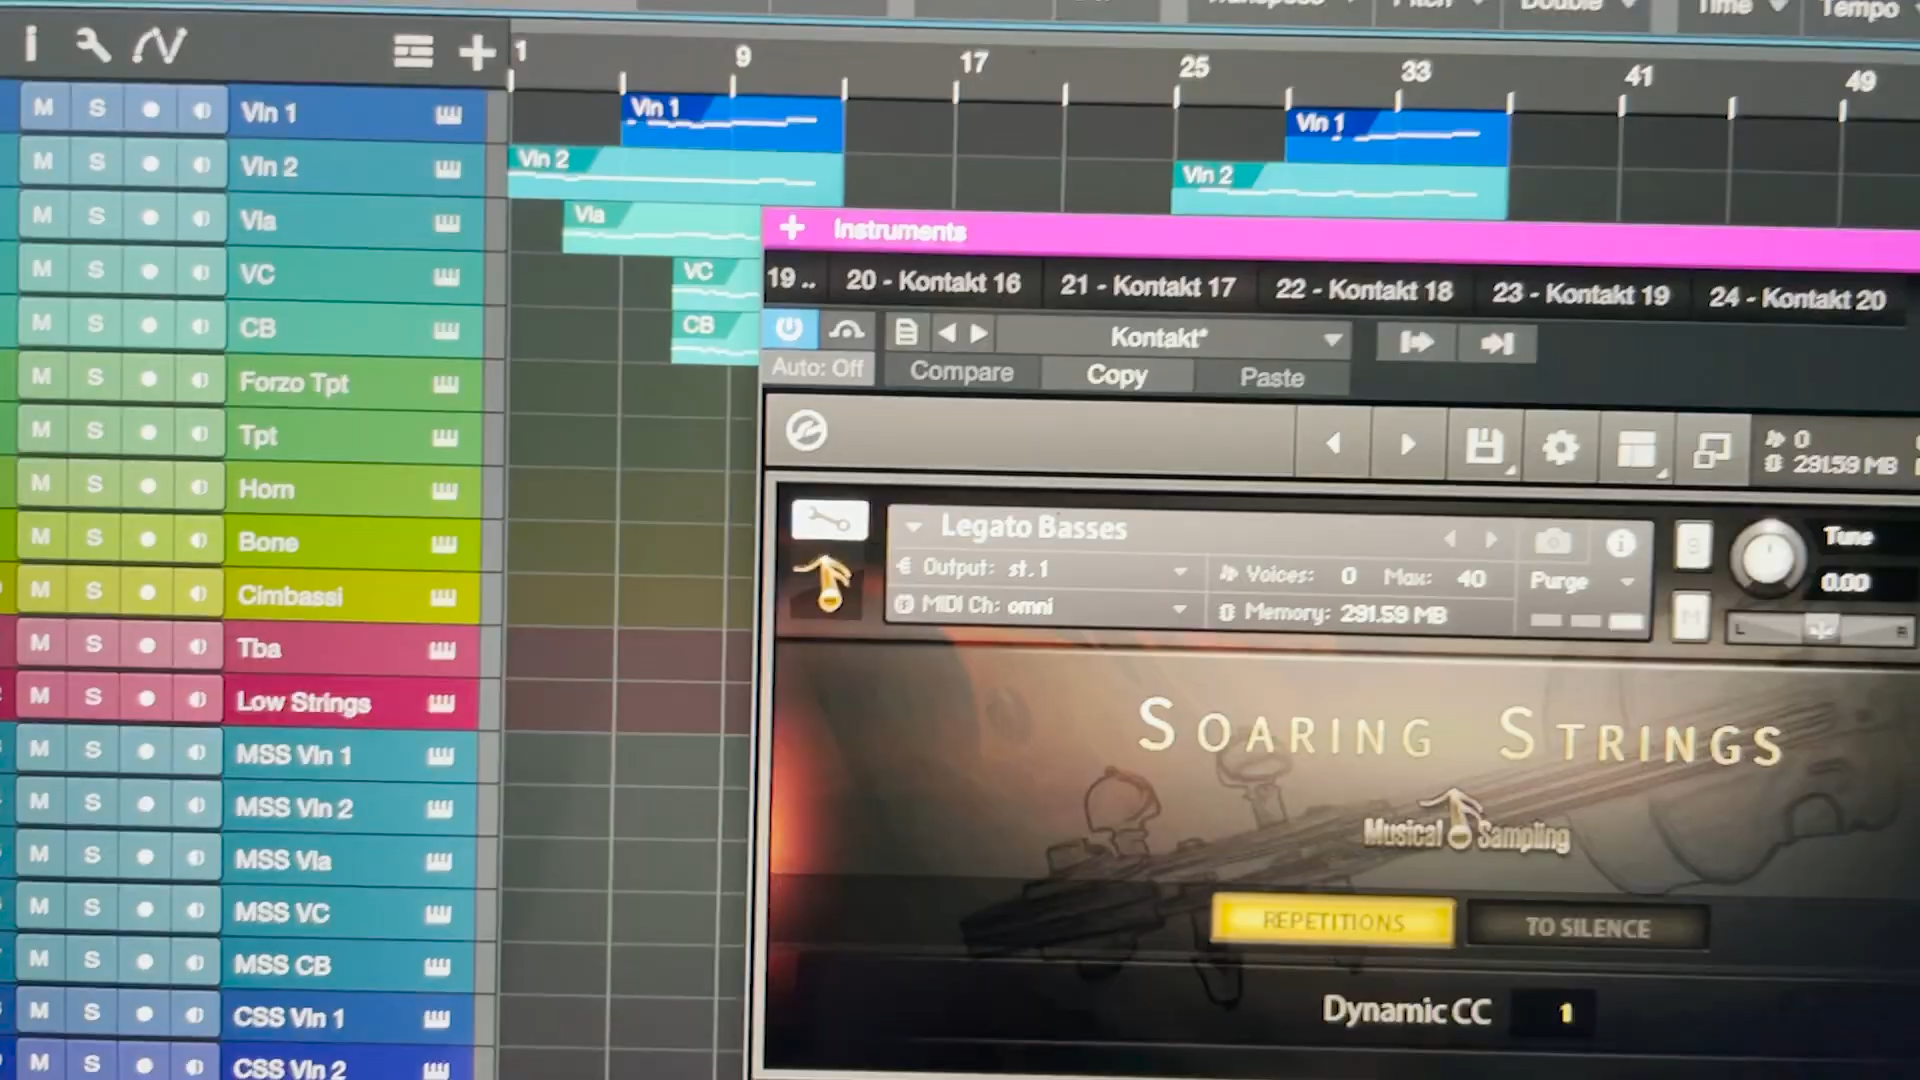 Pitch
Double
Time
Tempo
1
9
17
25
33
41
49
M S Vln 1
M S Vln 2
M S Vla
M S VC
M S CB
M S Forzo Tpt
M S Tpt
M S Horn
M S Bone
M S Cimbassi
M S Tba
M S Low Strings
M S MSS Vln 1
M S MSS Vln 2
M S MSS Vla
M S MSS VC
M S MSS CB
M S CSS Vln 1
M S CSS Vln 2
Vln 1
Vln 1
Vln 2
Vln 2
Vla
VC
CB
Instruments
19 .. 20 - Kontakt 16 21 - Kontakt 17 22 - Kontakt 18 23 - Kontakt 19 24 - Kontakt 20
Kontakt*
Auto: Off Compare Copy Paste
0
291.59 MB
Legato Basses
Output: st.1 Voices: 0 Max: 40 Purge
MIDI Ch: omni Memory: 291.59 MB
S
M
Tune
0.00
L R
SOARING STRINGS
Musical Sampling
REPETITIONS TO SILENCE
Dynamic CC 1